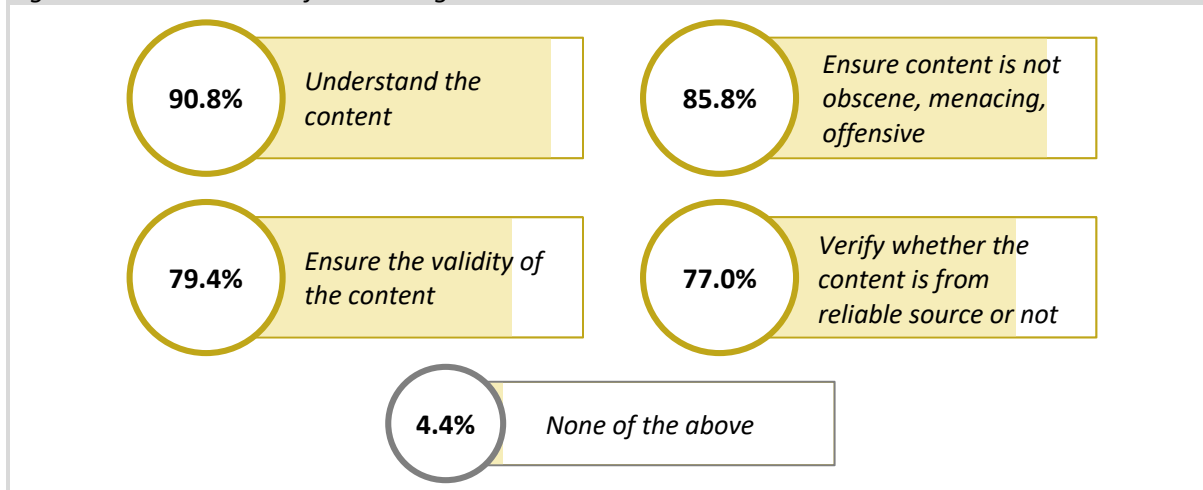 90.8%
Understand the
content
85.8%
Ensure content is not
obscene, menacing,
offensive
79.4%
Ensure the validity of
the content
77.0%
Verify whether the
content is from
reliable source or not
4.4%
None of the above